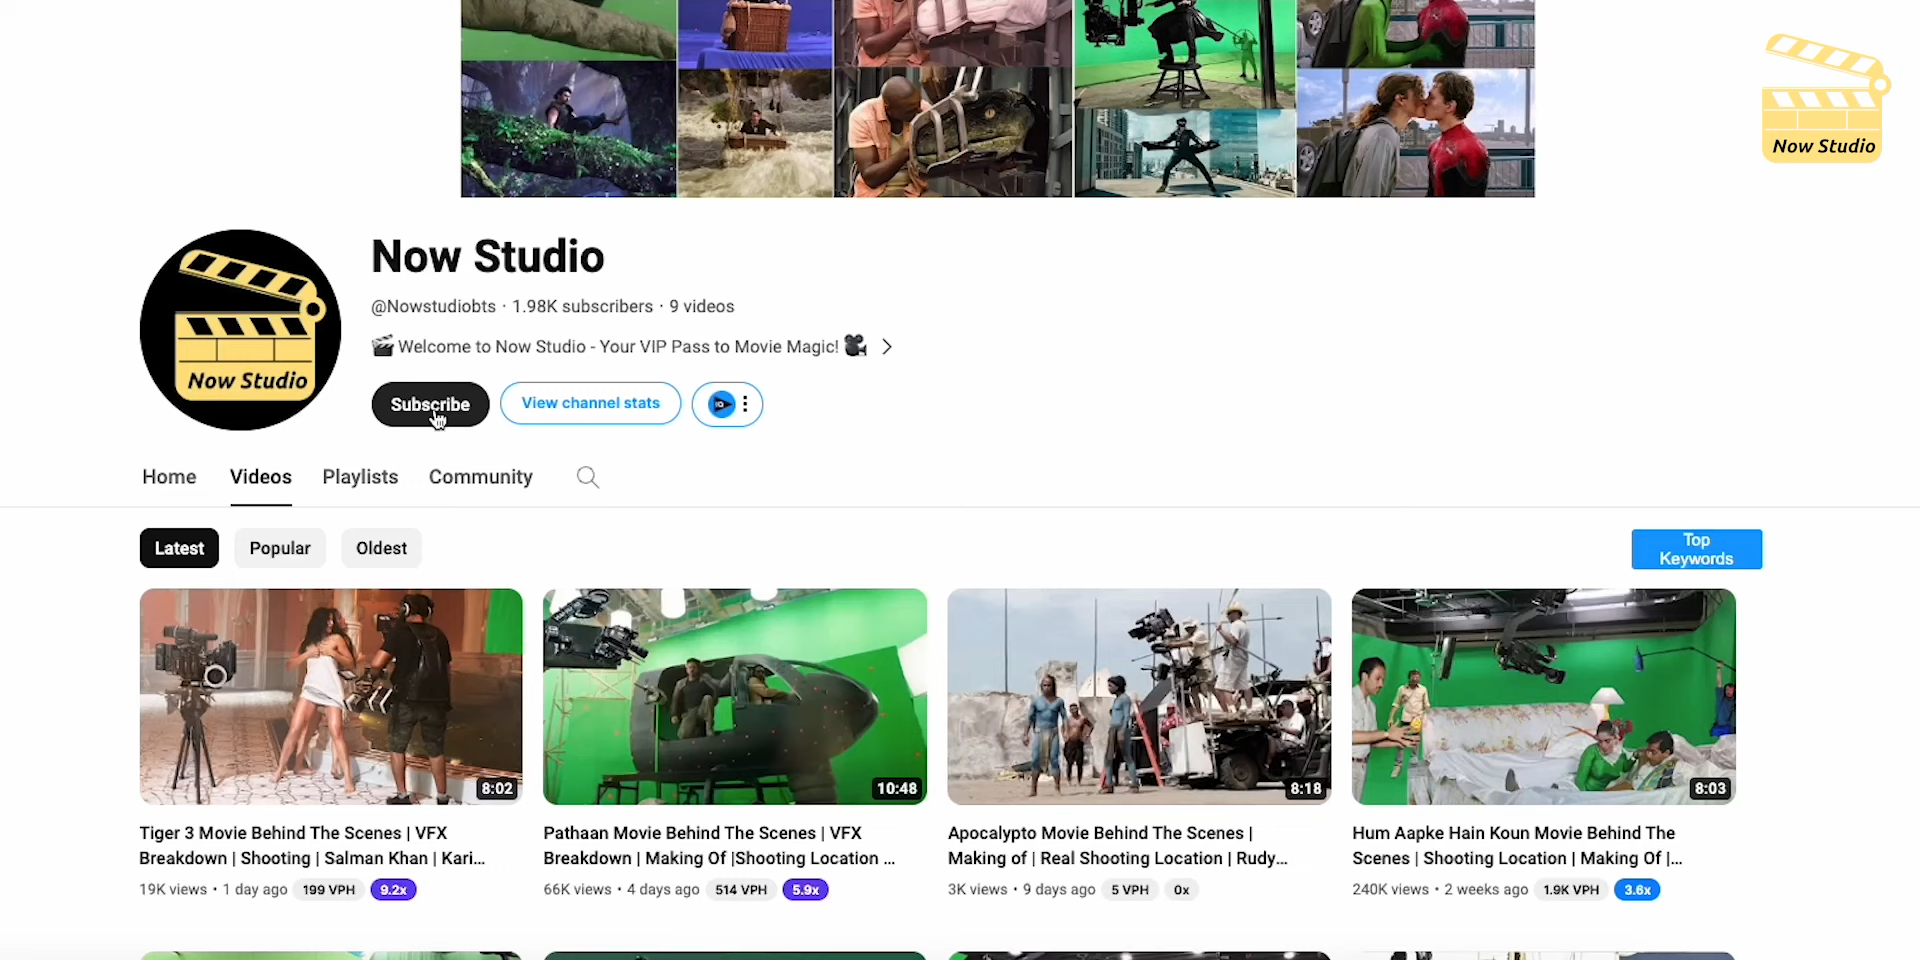 Now Studio
Now Studio
Now Studio
@Nowstudiobts · 1.98K subscribers · 9 videos
Welcome to Now Studio - Your VIP Pass to Movie Magic!
Subscribe
View channel stats
Home
Videos
Playlists
Community
Latest
Popular
Oldest
Top
Keywords
8:02
10:48
8:18
8:03
Tiger 3 Movie Behind The Scenes | VFX
Breakdown | Shooting | Salman Khan | Kari...
19K views · 1 day ago 199 VPH 9.2x
Pathaan Movie Behind The Scenes | VFX
Breakdown | Making Of |Shooting Location ...
66K views · 4 days ago 514 VPH 5.9x
Apocalypto Movie Behind The Scenes |
Making of | Real Shooting Location | Rudy...
3K views · 9 days ago 5 VPH 0x
Hum Aapke Hain Koun Movie Behind The
Scenes | Shooting Location | Making Of |...
240K views · 2 weeks ago 1.9K VPH 3.6x